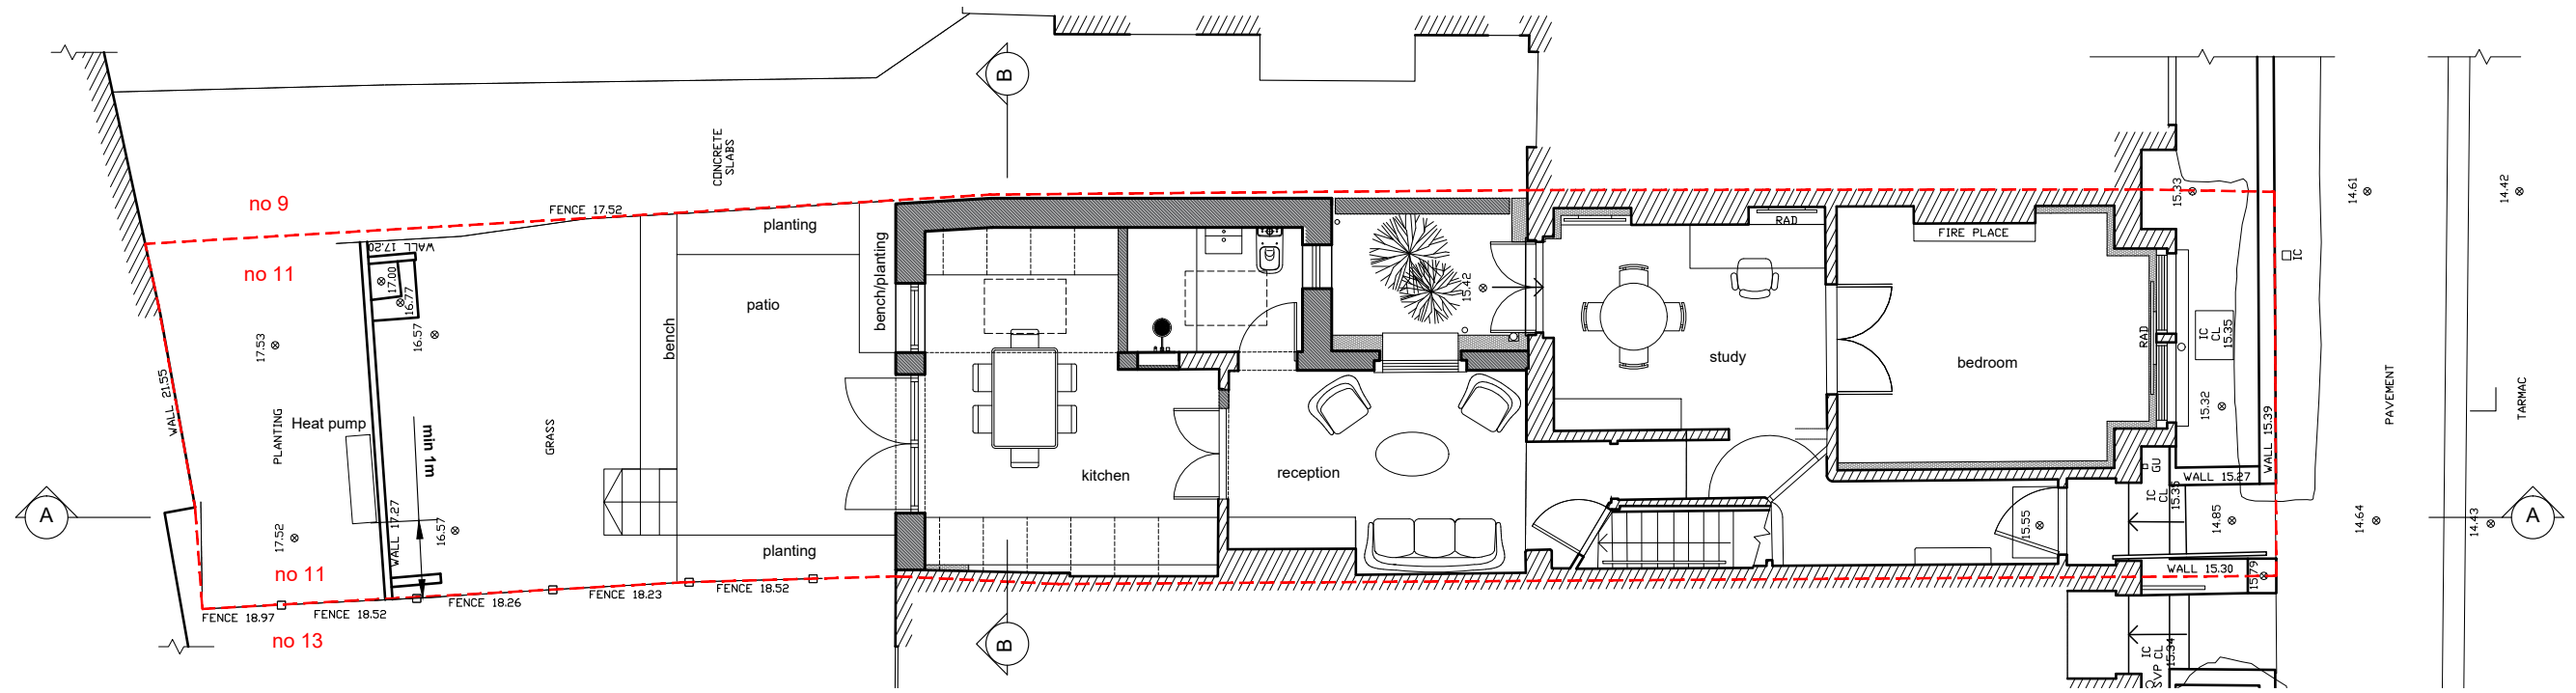 no 9
no 11
FENCE 17.52
WALL 17.20
17.00
16.77
16.57
17.53
WALL 21.55
PLANTING
Heat pump
min 1m
GRASS
WALL 17.27
16.57
17.52
no 11
FENCE 18.97
FENCE 18.52
FENCE 18.26
FENCE 18.23
FENCE 18.52
no 13
A
CONCRETE
SLABS
planting
patio
bench
bench/planting
planting
B
B
kitchen
reception
15.42
RAD
study
FIRE PLACE
bedroom
RAD
15.33
IC
CL
15.35
15.32
WALL 15.39
WALL 15.27
GU
IC
CL
15.35
14.85
15.55
WALL 15.30
15.79
IC
SVP CL
15.34
IC
14.61
14.42
PAVEMENT
TARMAC
14.64
14.43
A